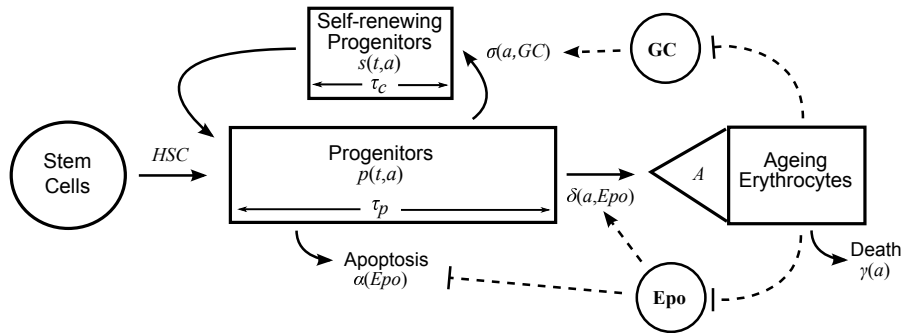 Self-renewing
Progenitors
s(t,a)
τc
σ(a,GC)
GC
Stem
Cells
HSC
Progenitors
p(t,a)
τp
δ(a,Epo)
A
Ageing
Erythrocytes
Apoptosis
α(Epo)
Epo
Death
γ(a)